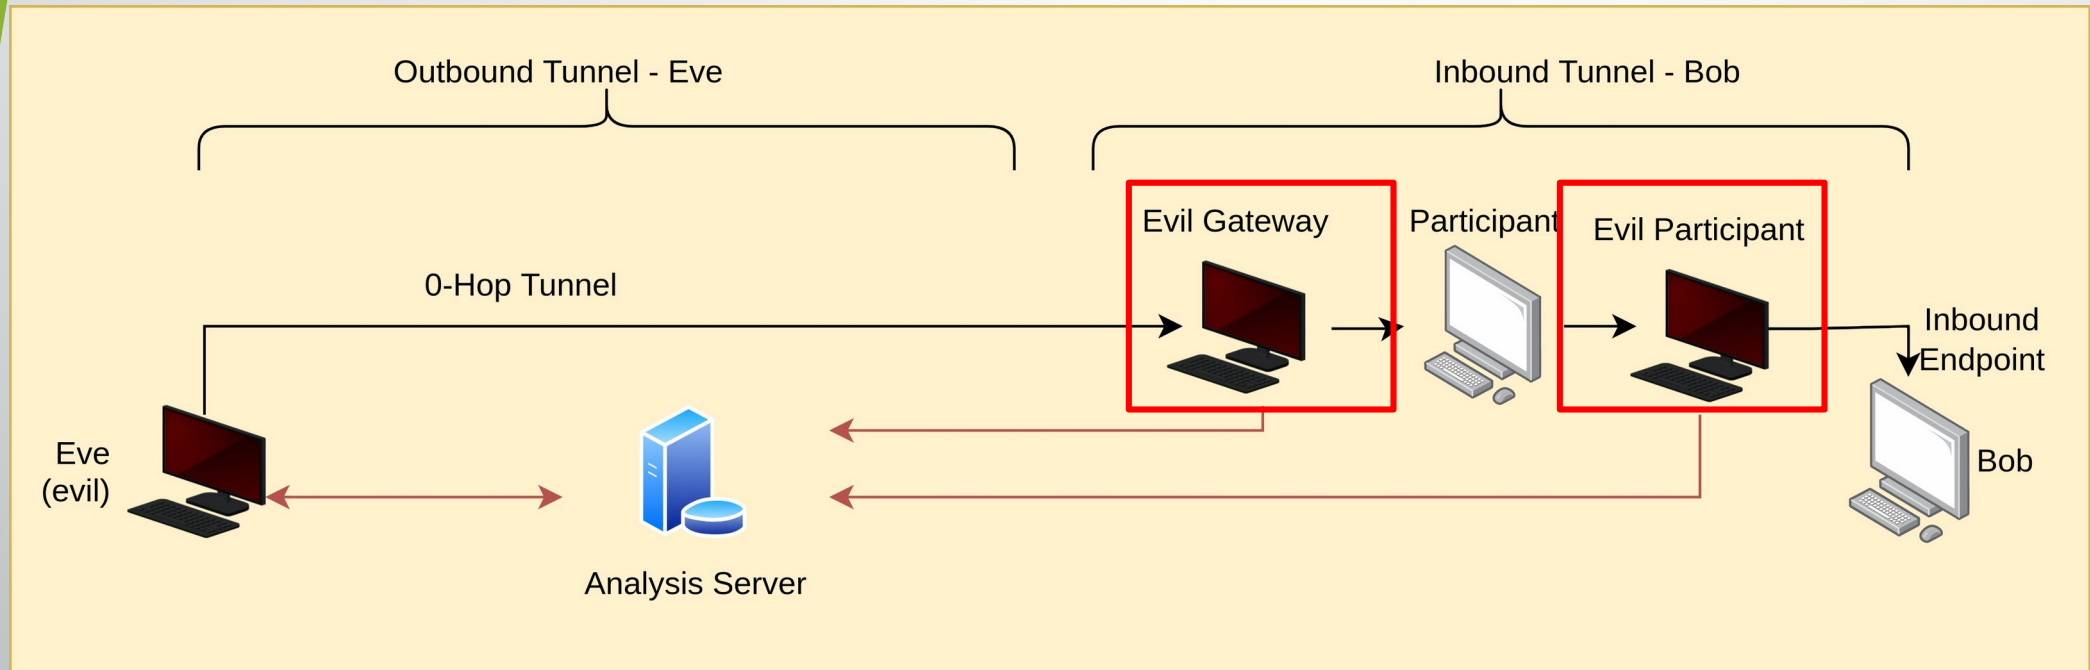 Outbound Tunnel - Eve
Inbound Tunnel - Bob
Evil Gateway
Participant
Evil Participant
0-Hop Tunnel
Inbound
Endpoint
Eve
(evil)
Bob
Analysis Server